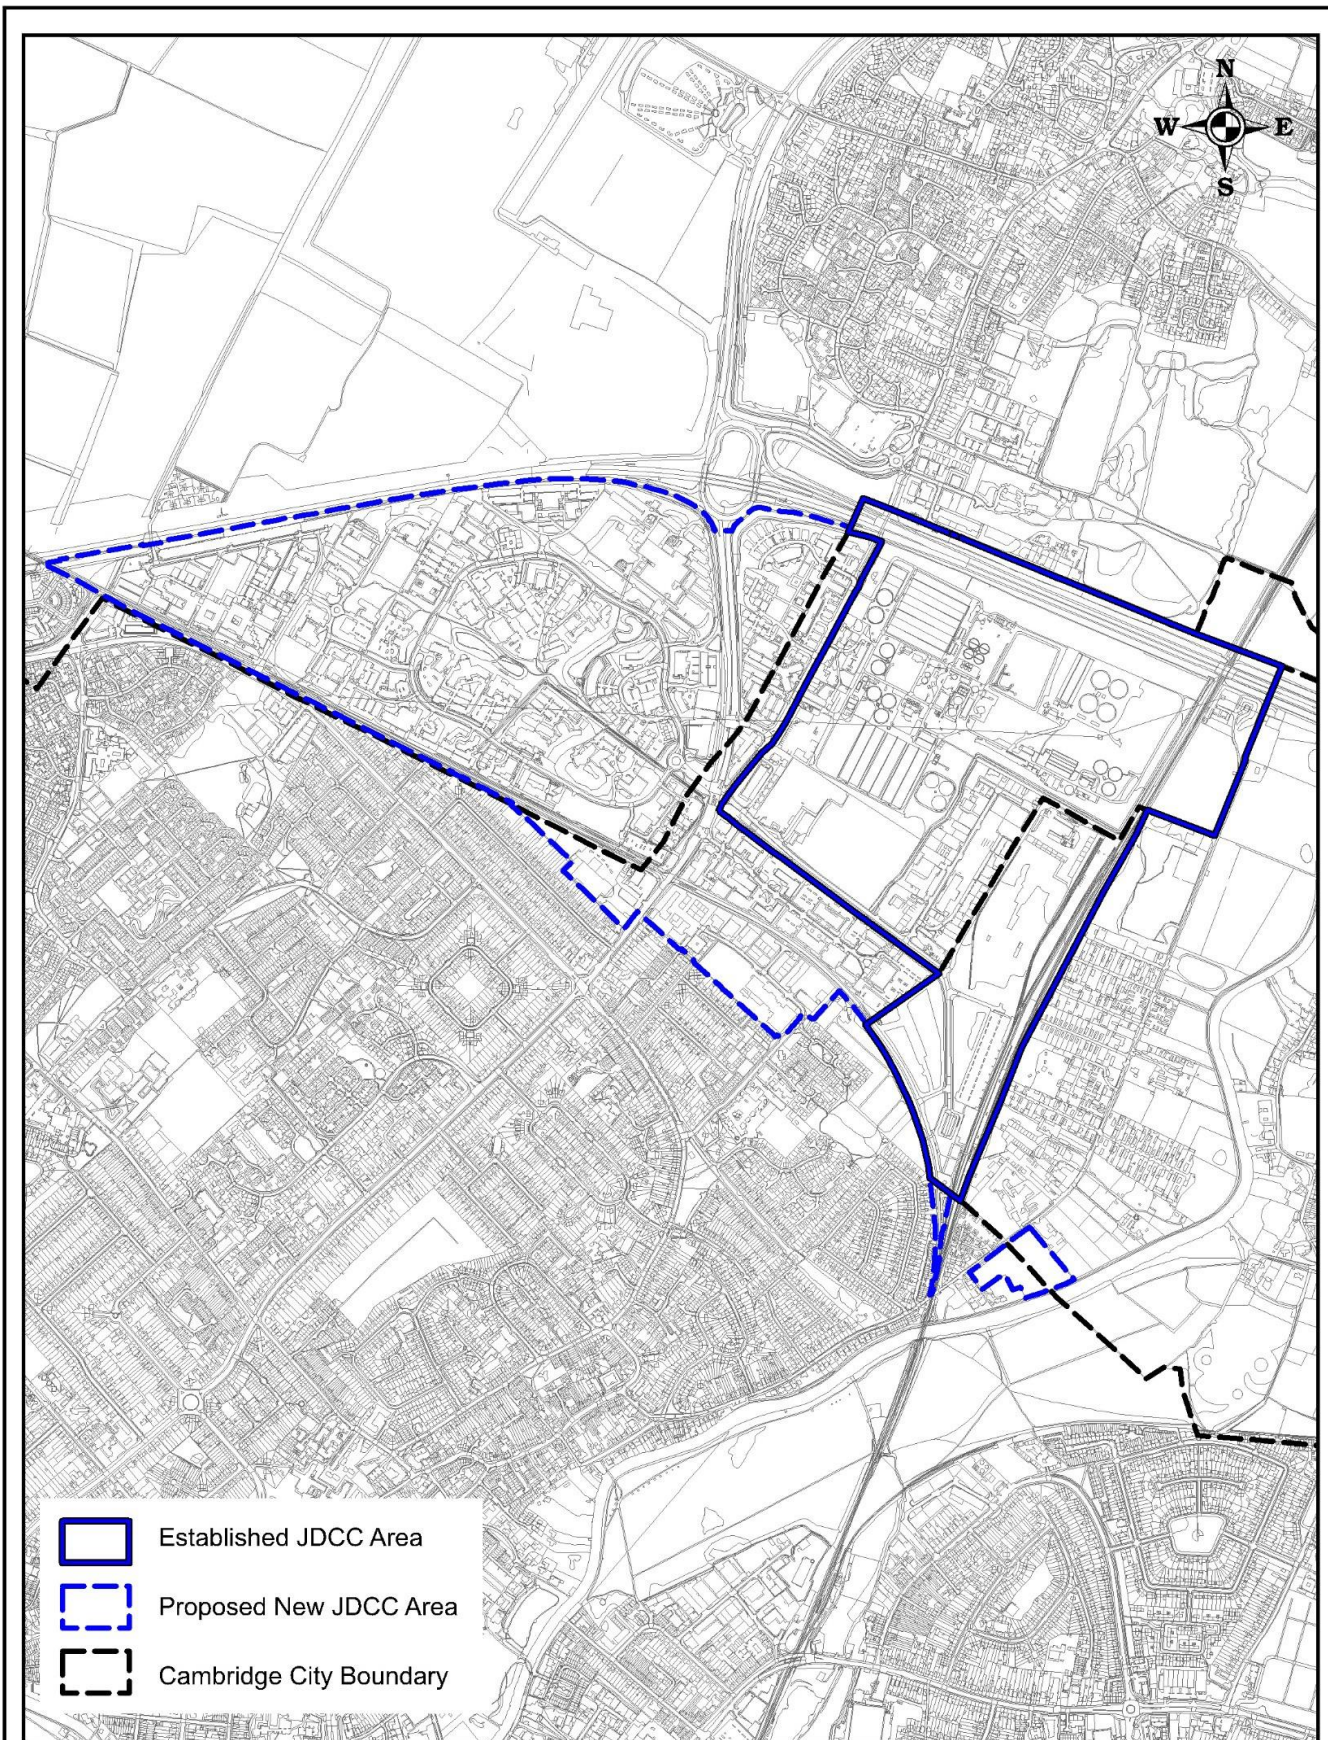 N
W E
S
Established JDCC Area
Proposed New JDCC Area
Cambridge City Boundary